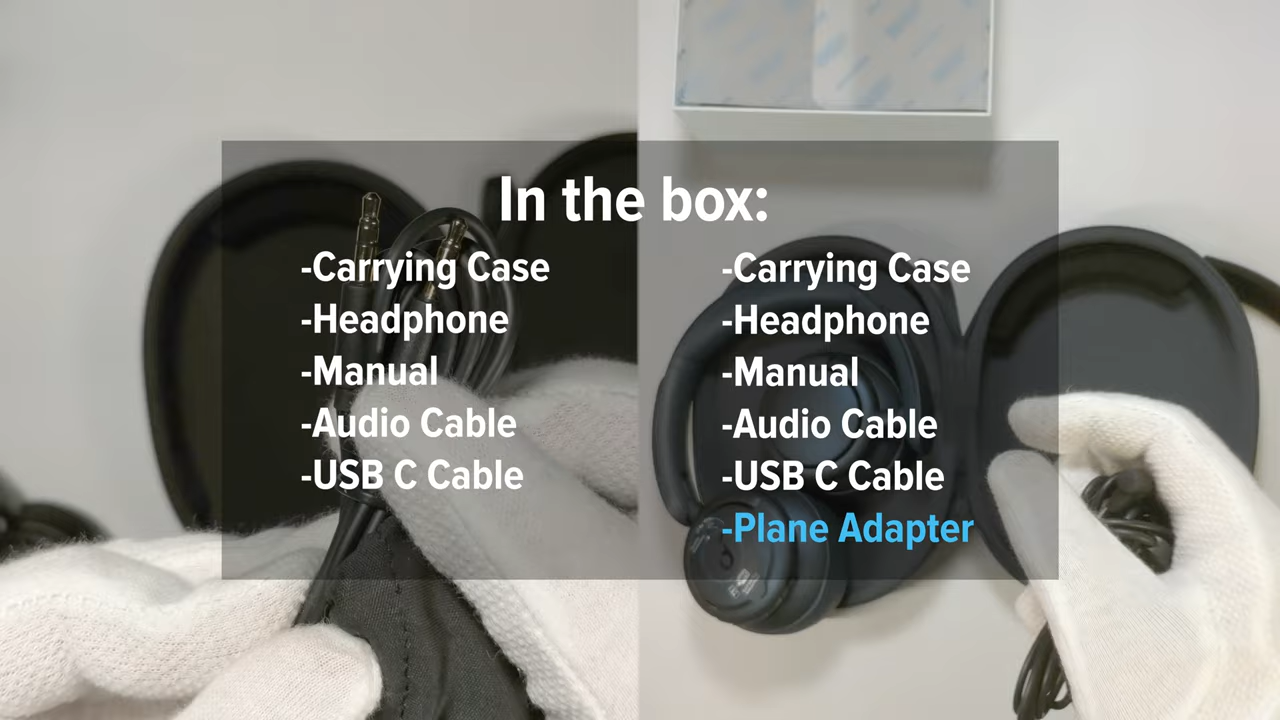 In the box:
-Carrying Case
-Headphone
-Manual
-Audio Cable
-USB C Cable
-Carrying Case
-Headphone
-Manual
-Audio Cable
-USB C Cable
-Plane Adapter